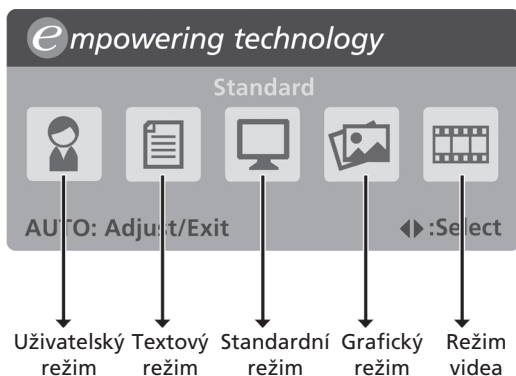 empowering technology
Standard
AUTO: Adjust/Exit :Select
Uživatelský Textový Standardní Grafický Režim
režim režim režim režim videa